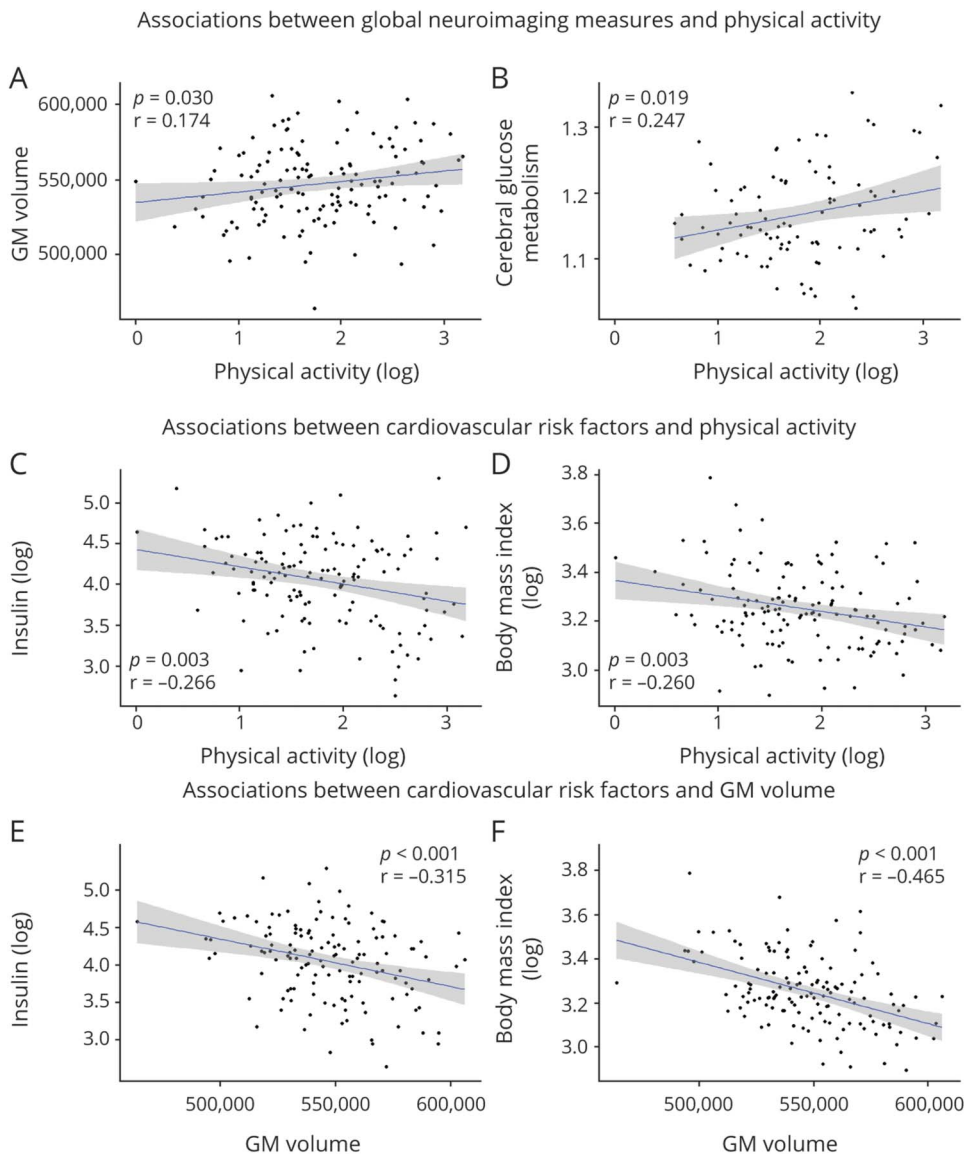 Associations between global neuroimaging measures and physical activity
A
p = 0.030
r = 0.174
600,000
550,000
500,000
GM volume
0 1 2 3
Physical activity (log)
B
p = 0.019
r = 0.247
1.3
1.2
1.1
Cerebral glucose
metabolism
0 1 2 3
Physical activity (log)
Associations between cardiovascular risk factors and physical activity
C
5.0
4.5
4.0
3.5
3.0
Insulin (log)
p = 0.003
r = –0.266
0 1 2 3
Physical activity (log)
D
3.8
3.6
3.4
3.2
3.0
Body mass index
(log)
p = 0.003
r = –0.260
0 1 2 3
Physical activity (log)
Associations between cardiovascular risk factors and GM volume
E
p < 0.001
r = –0.315
5.0
4.5
4.0
3.5
3.0
Insulin (log)
500,000 550,000 600,000
GM volume
F
p < 0.001
r = –0.465
3.8
3.6
3.4
3.2
3.0
Body mass index
(log)
500,000 550,000 600,000
GM volume